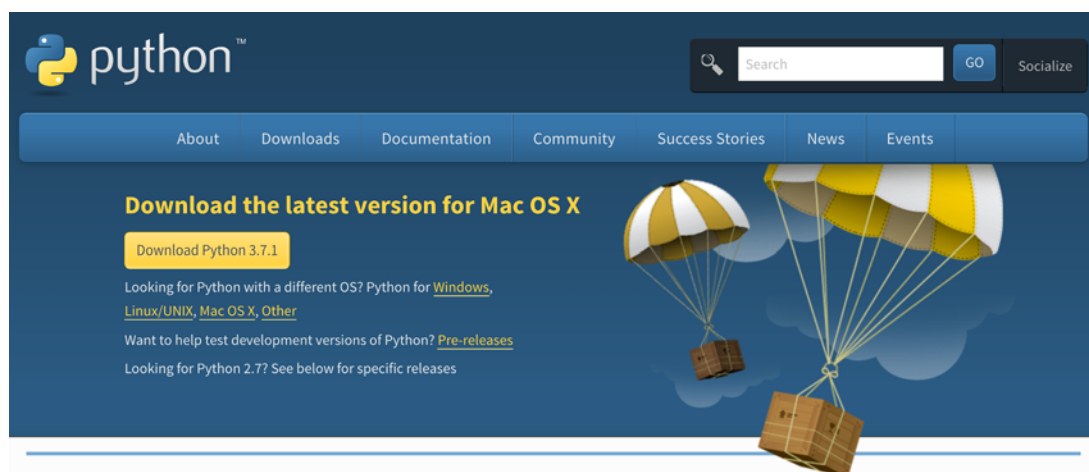 python™
Search
GO
Socialize
About Downloads Documentation Community Success Stories News Events
Download the latest version for Mac OS X
Download Python 3.7.1
Looking for Python with a different OS? Python for Windows,
Linux/UNIX, Mac OS X, Other
Want to help test development versions of Python? Pre-releases
Looking for Python 2.7? See below for specific releases